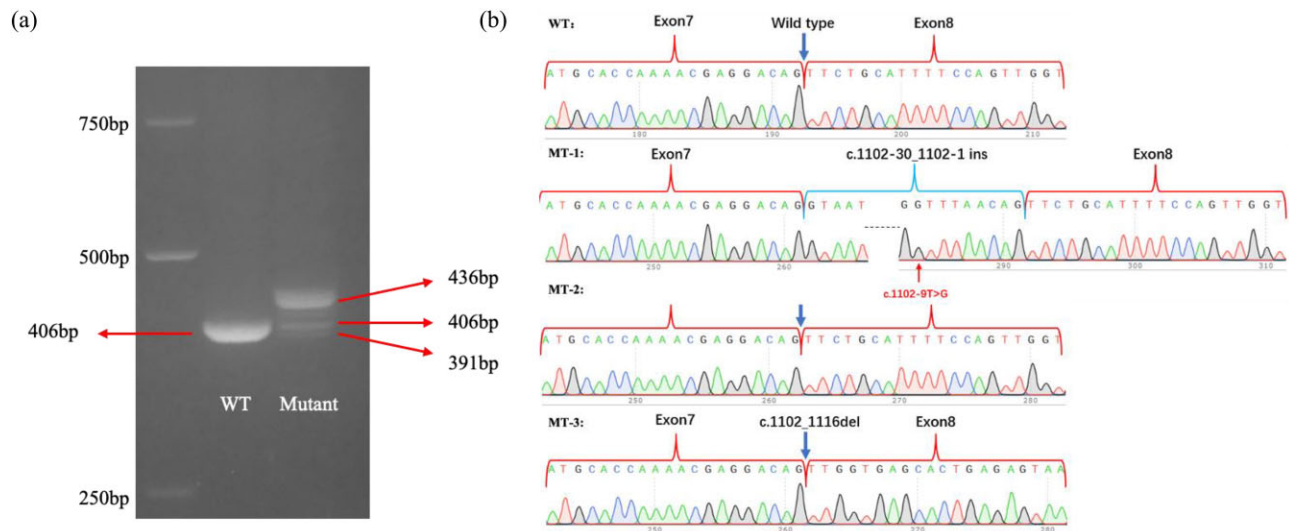 (a)
750bp
500bp
250bp
406bp
436bp
406bp
391bp
WT
Mutant
(b)
WT:
Exon7
Wild type
Exon8
A T G C A C C A A A A C G A G G A C A G T T C T G C A T T T T C C A G T T G G T
180
190
200
210
MT-1:
Exon7
c.1102-30_1102-1 ins
Exon8
A T G C A C C A A A A C G A G G A C A G G T A A T
G G T T T A A C A G T T C T G C A T T T T C C A G T T G G T
250
260
290
300
310
c.1102-9T>G
MT-2:
A T G C A C C A A A A C G A G G A C A G T T C T G C A T T T T C C A G T T G G T
250
260
270
280
MT-3:
Exon7
c.1102_1116del
Exon8
A T G C A C C A A A A C G A G G A C A G T T G G T G A G C A C T G A G A G T A A
250
260
270
280